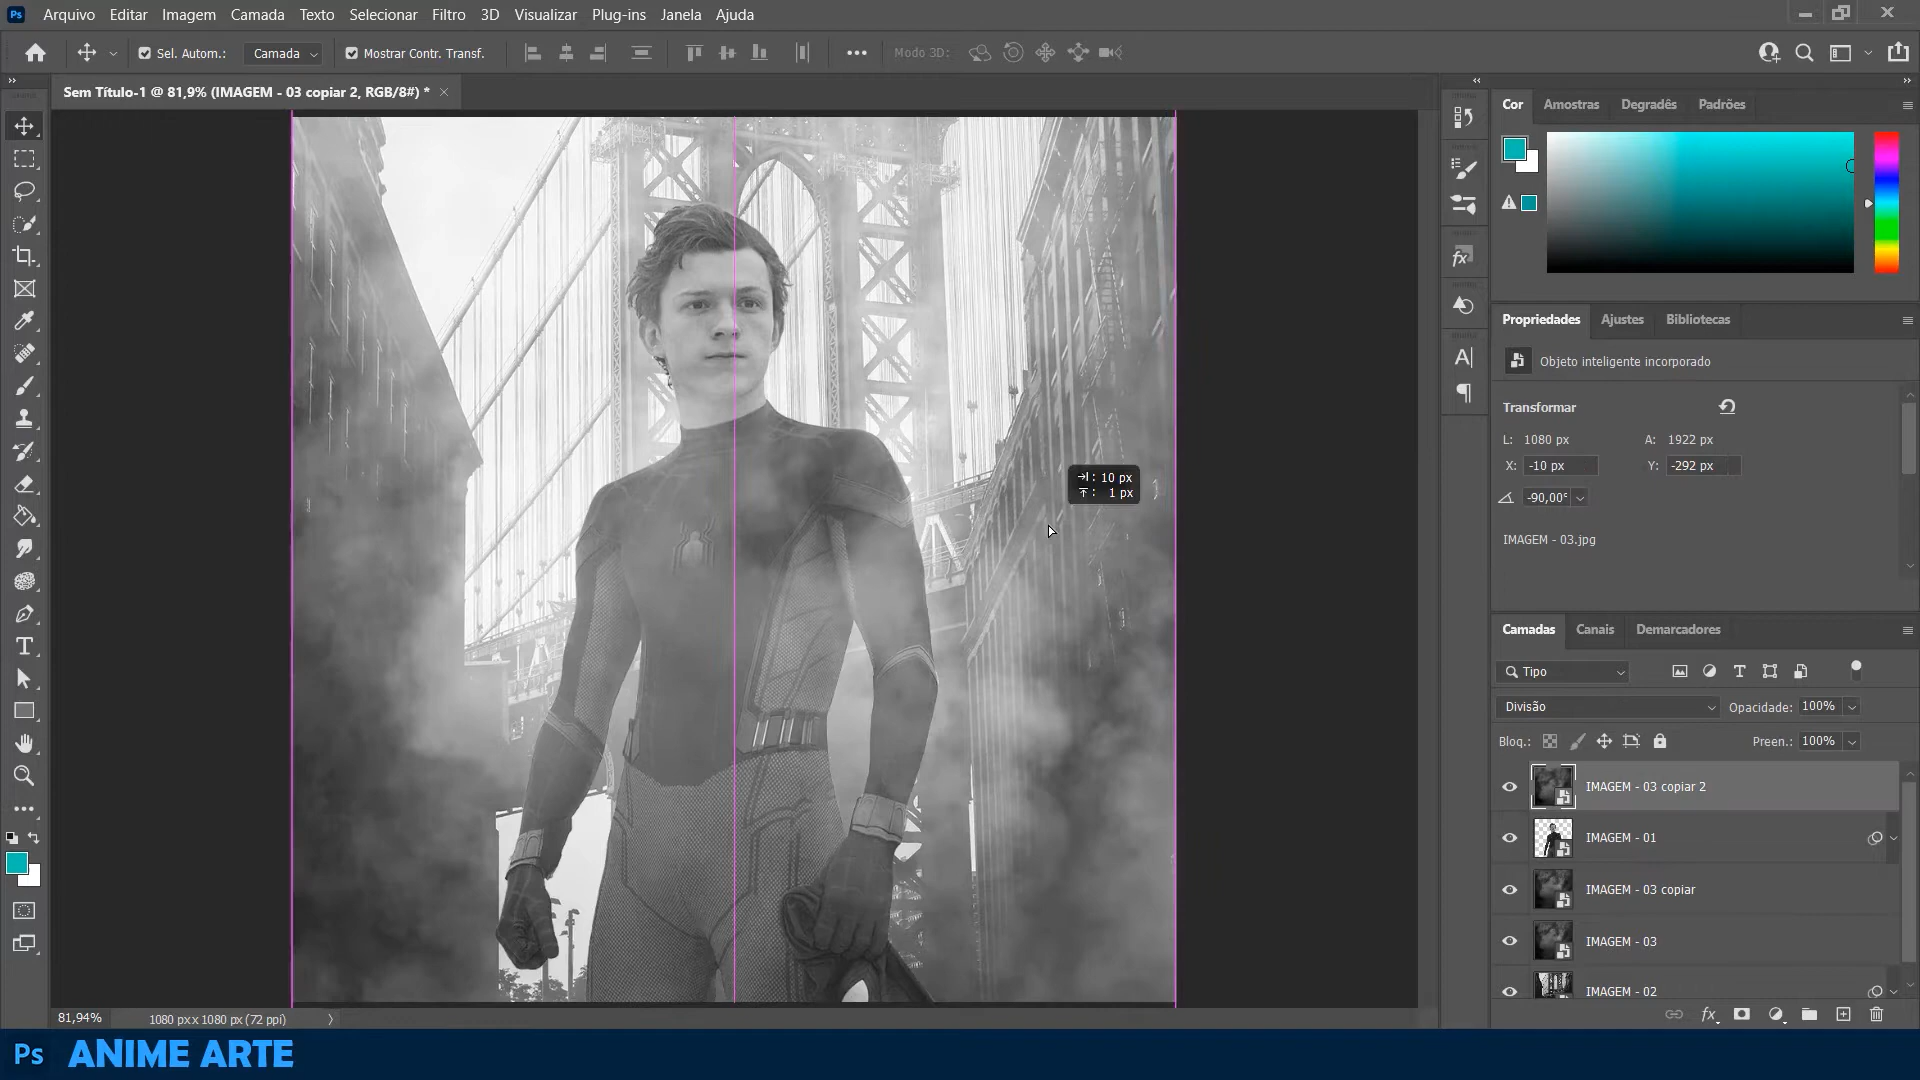 Ps Arquivo Editar Imagem Camada Texto Selecionar Filtro 3D Visualizar Plug-ins Janela Ajuda
Sel. Autom.: Camada Mostrar Contr. Transf. Modo 3D:
Sem Título-1 @ 81,9% (IMAGEM - 03 copiar 2, RGB/8#) *
Cor Amostras Degradês Padrões
Propriedades Ajustes Bibliotecas
Objeto inteligente incorporado
Transformar
L: 1080 px A: 1922 px
X: -10 px Y: -292 px
-90,00°
IMAGEM - 03.jpg
: 10 px
: 1 px
Camadas Canais Demarcadores
Tipo
Divisão Opacidade: 100%
Bloq.: Preen.: 100%
IMAGEM - 03 copiar 2
IMAGEM - 01
IMAGEM - 03 copiar
IMAGEM - 03
IMAGEM - 02
fx
81,94% 1080 px x 1080 px (72 ppi)
Ps ANIME ARTE